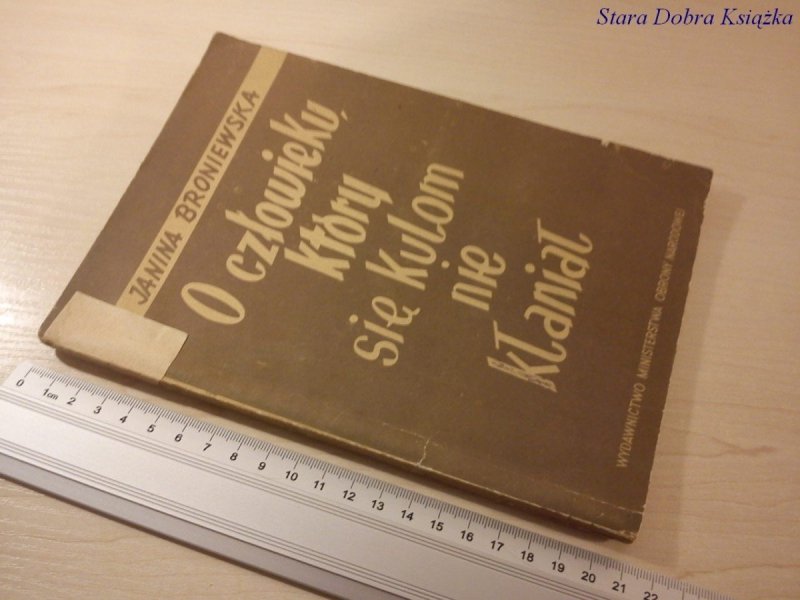 Stara Dobra Książka
JANINA BRONIEWSKA
O człowieku,
który
się kulom
nie
kłaniał
WYDAWNICTWO MINISTERSTWA OBRONY NARODOWEJ
0 1cm 2 3 4 5 6 7 8 9 10 11 12 13 14 15 16 17 18 19 20 21 22